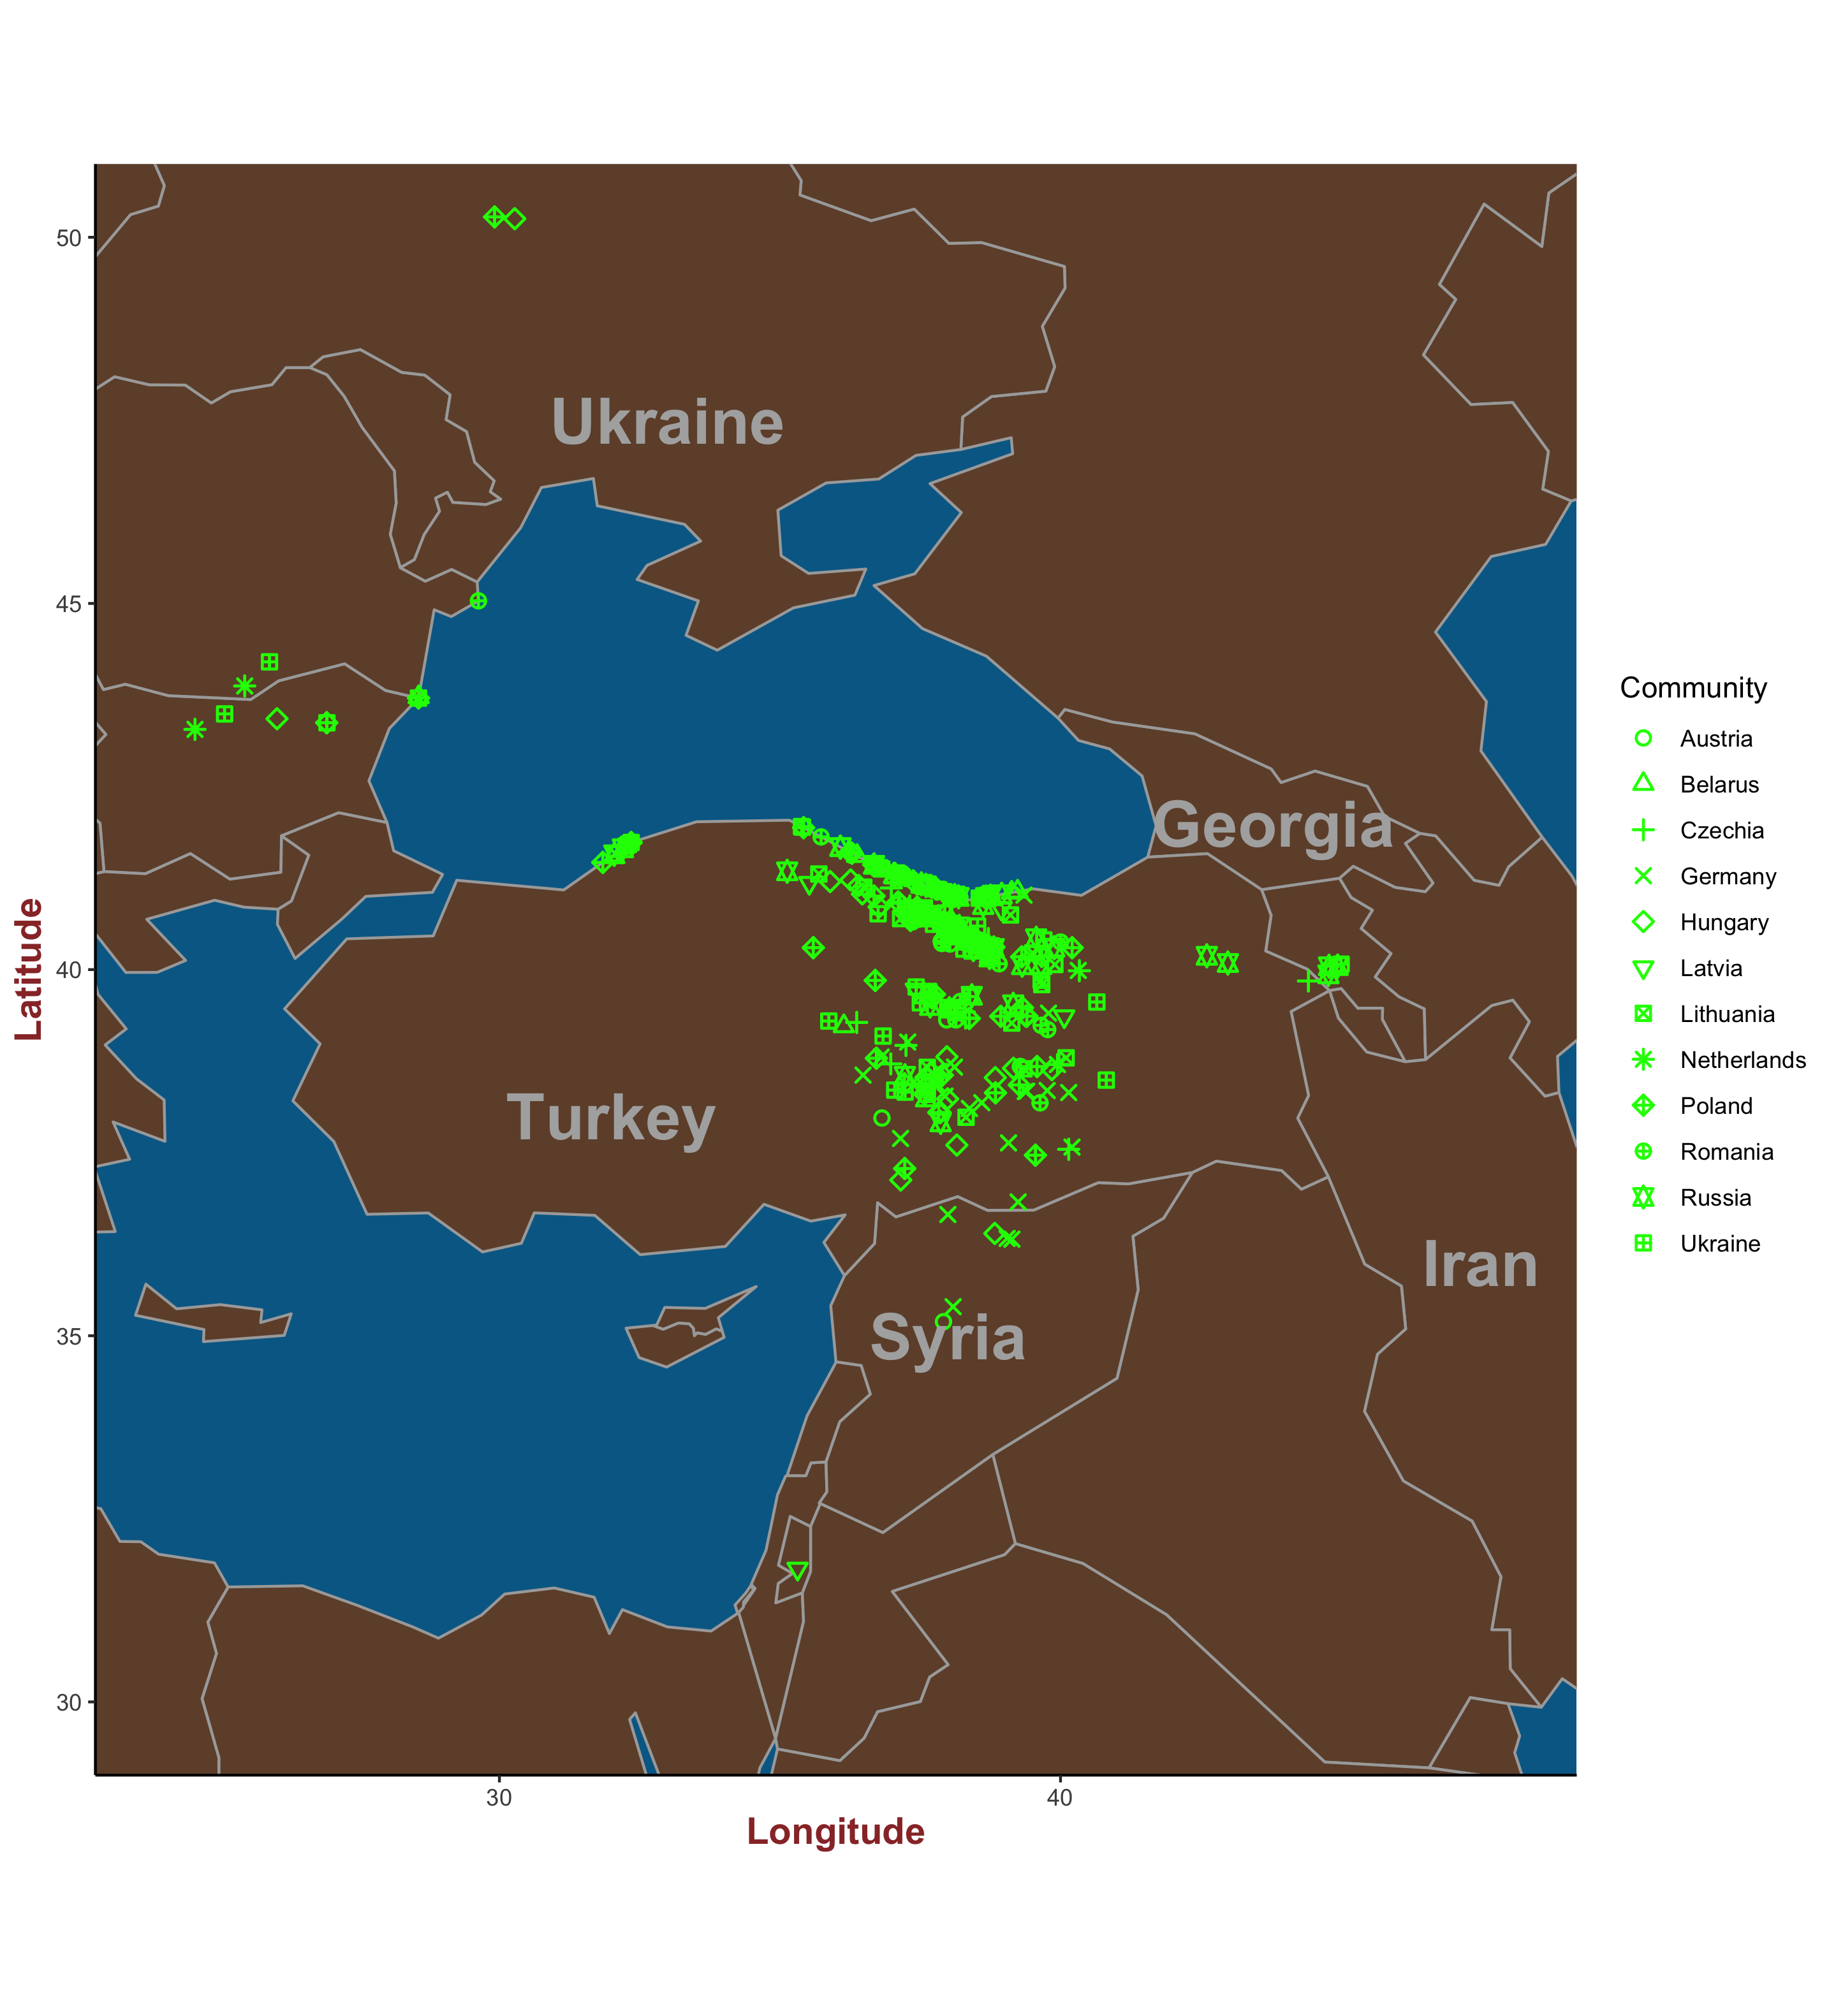 50
45
40
35
30
30
40
Latitude
Longitude
Ukraine
Georgia
Turkey
Iran
Syria
Community
Austria
Belarus
Czechia
Germany
Hungary
Latvia
Lithuania
Netherlands
Poland
Romania
Russia
Ukraine